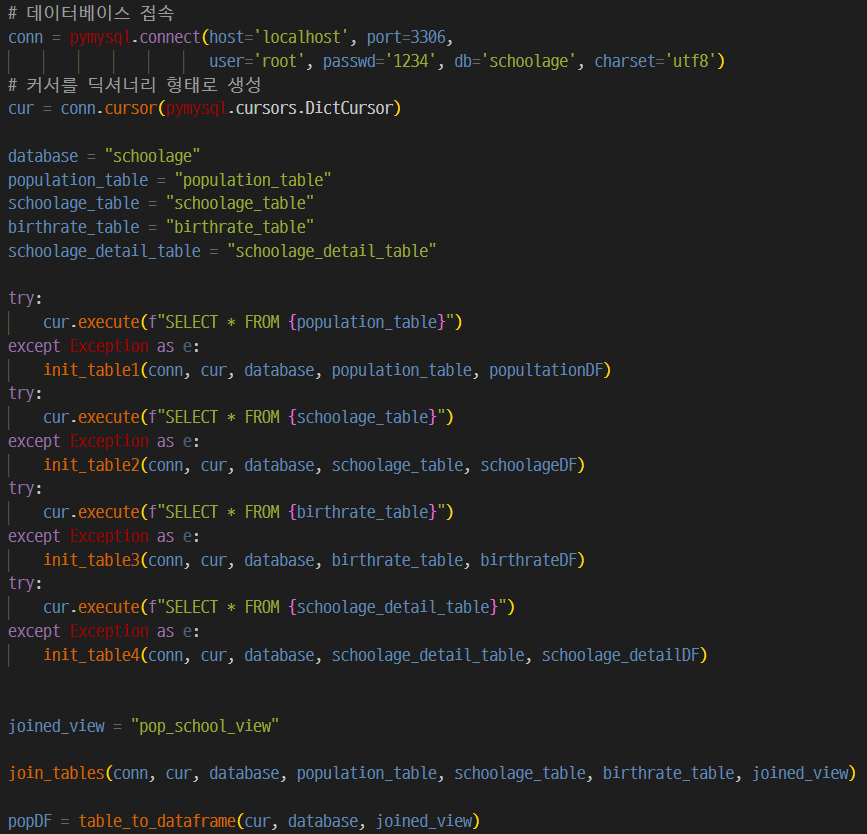 # 데이터베이스 접속
conn = pymysql.connect(host='localhost', port=3306,
user='root', passwd='1234', db='schoolage', charset='utf8')
# 커서를 딕셔너리 형태로 생성
cur = conn.cursor(pymysql.cursors.DictCursor)
database = "schoolage"
population_table = "population_table"
schoolage_table = "schoolage_table"
birthrate_table = "birthrate_table"
schoolage_detail_table = "schoolage_detail_table"
try:
cur.execute(f"SELECT * FROM {population_table}")
except Exception as e:
init_table1(conn, cur, database, population_table, popultationDF)
try:
cur.execute(f"SELECT * FROM {schoolage_table}")
except Exception as e:
init_table2(conn, cur, database, schoolage_table, schoolageDF)
try:
cur.execute(f"SELECT * FROM {birthrate_table}")
except Exception as e:
init_table3(conn, cur, database, birthrate_table, birthrateDF)
try:
cur.execute(f"SELECT * FROM {schoolage_detail_table}")
except Exception as e:
init_table4(conn, cur, database, schoolage_detail_table, schoolage_detailDF)
joined_view = "pop_school_view"
join_tables(conn, cur, database, population_table, schoolage_table, birthrate_table, joined_view)
popDF = table_to_dataframe(cur, database, joined_view)